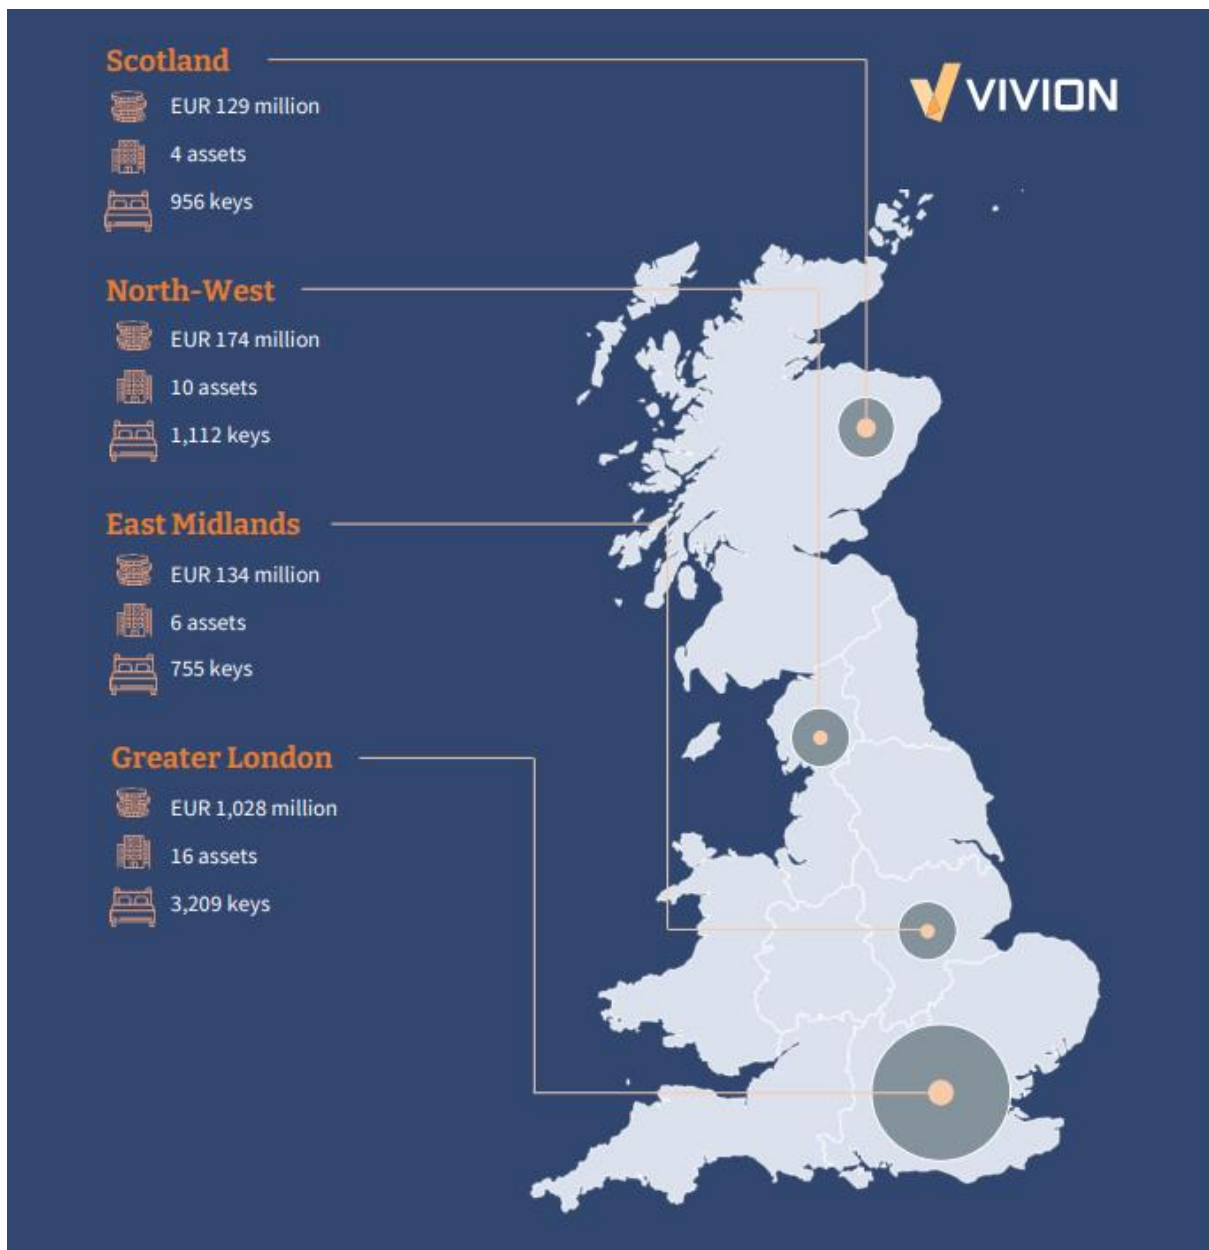 Scotland
EUR 129 million
4 assets
956 keys
VIVION
North-West
EUR 174 million
10 assets
1,112 keys
East Midlands
EUR 134 million
6 assets
755 keys
Greater London
EUR 1,028 million
16 assets
3,209 keys